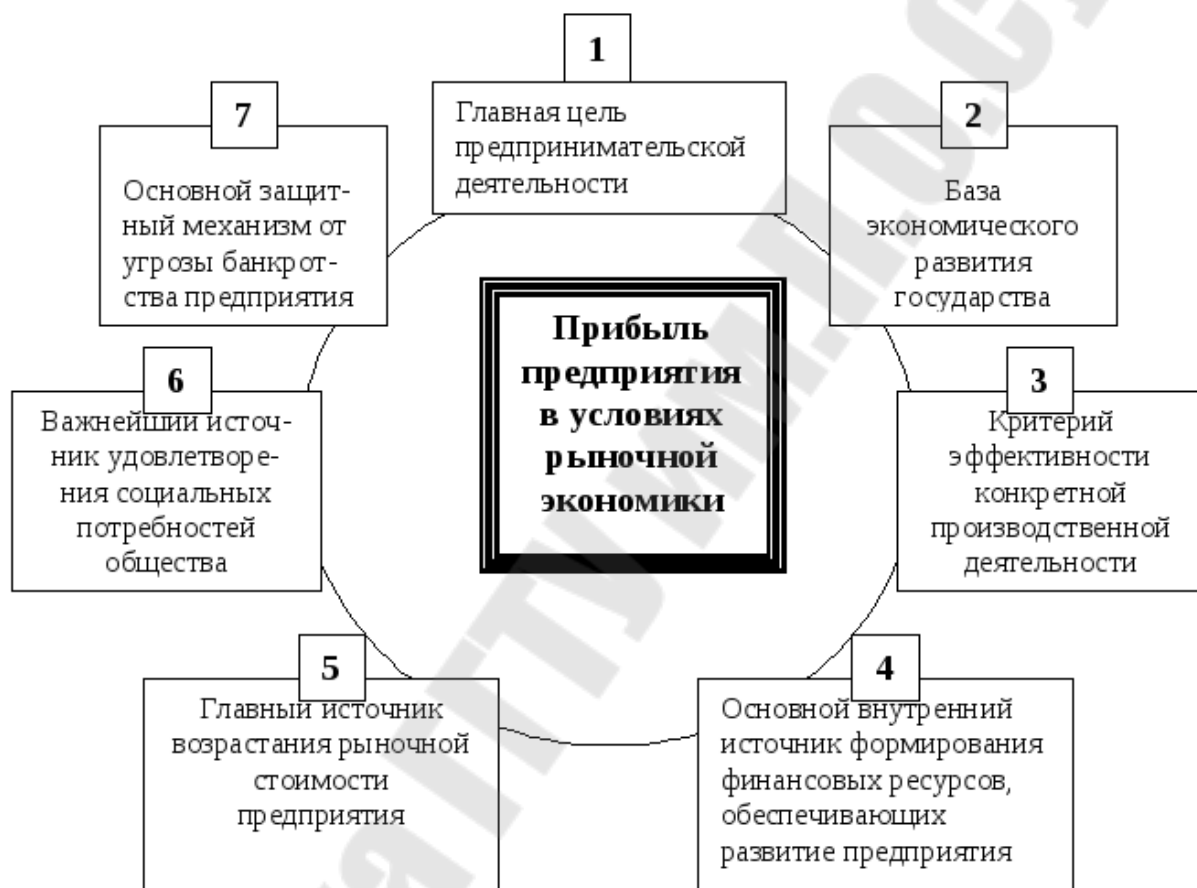 1
Главная цель
предпринимательской
деятельности
2
База
экономического
развития
государства
3
Критерий
эффективности
конкретной
производственной
деятельности
4
Основной внутренний
источник формирования
финансовых ресурсов,
обеспечивающих
развитие предприятия
5
Главный источник
возрастания рыночной
стоимости
предприятия
6
Важнейший источ-
ник удовлетворе-
ния социальных
потребностей
общества
7
Основной защит-
ный механизм от
угрозы банкрот-
ства предприятия
Прибыль
предприятия
в условиях
рыночной
экономики
ГГТУ им. П.О.